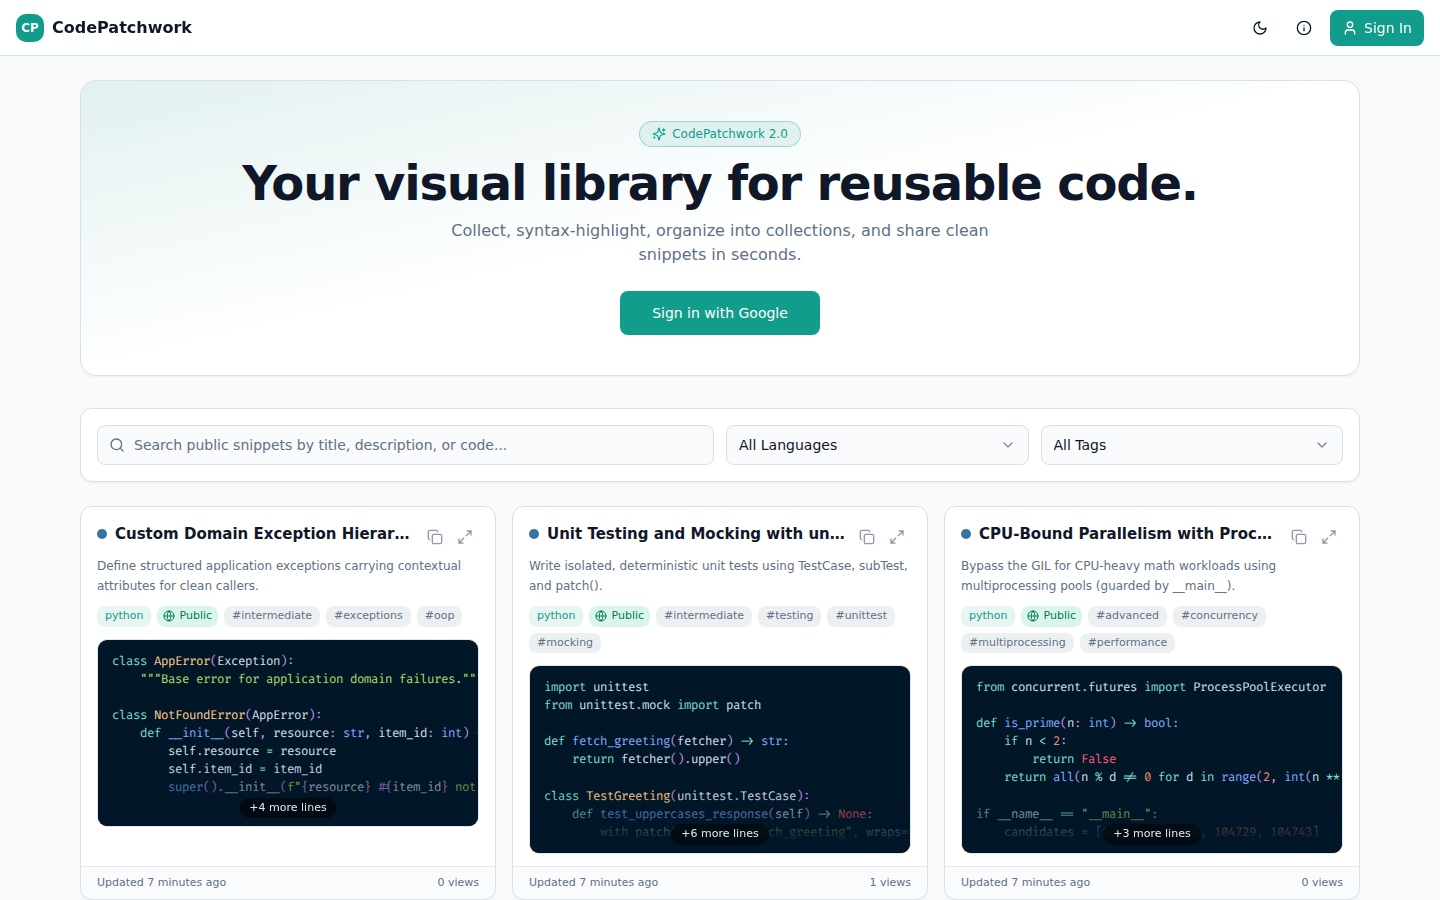 CP CodePatchwork
Sign In
CodePatchwork 2.0
Your visual library for reusable code.
Collect, syntax-highlight, organize into collections, and share clean
snippets in seconds.
Sign in with Google
Search public snippets by title, description, or code...
All Languages
All Tags
Custom Domain Exception Hierar...
Define structured application exceptions carrying contextual
attributes for clean callers.
python Public #intermediate #exceptions #oop
class AppError(Exception):
"""Base error for application domain failures.""
class NotFoundError(AppError):
def __init__(self, resource: str, item_id: int)
self.resource = resource
self.item_id = item_id
super().__init__(f"{resource} #{item_id} not
+4 more lines
Updated 7 minutes ago 0 views
Unit Testing and Mocking with un...
Write isolated, deterministic unit tests using TestCase, subTest,
and patch().
python Public #intermediate #testing #unittest
#mocking
import unittest
from unittest.mock import patch
def fetch_greeting(fetcher) -> str:
return fetcher().upper()
class TestGreeting(unittest.TestCase):
def test_uppercases_response(self) -> None:
with patch ch_greeting", wraps=
+6 more lines
Updated 7 minutes ago 1 views
CPU-Bound Parallelism with Proc...
Bypass the GIL for CPU-heavy math workloads using
multiprocessing pools (guarded by __main__).
python Public #advanced #concurrency
#multiprocessing #performance
from concurrent.futures import ProcessPoolExecutor
def is_prime(n: int) -> bool:
if n < 2:
return False
return all(n % d != 0 for d in range(2, int(n **
if __name__ == "__main__":
candidates = [ , 104729, 104743]
+3 more lines
Updated 7 minutes ago 0 views